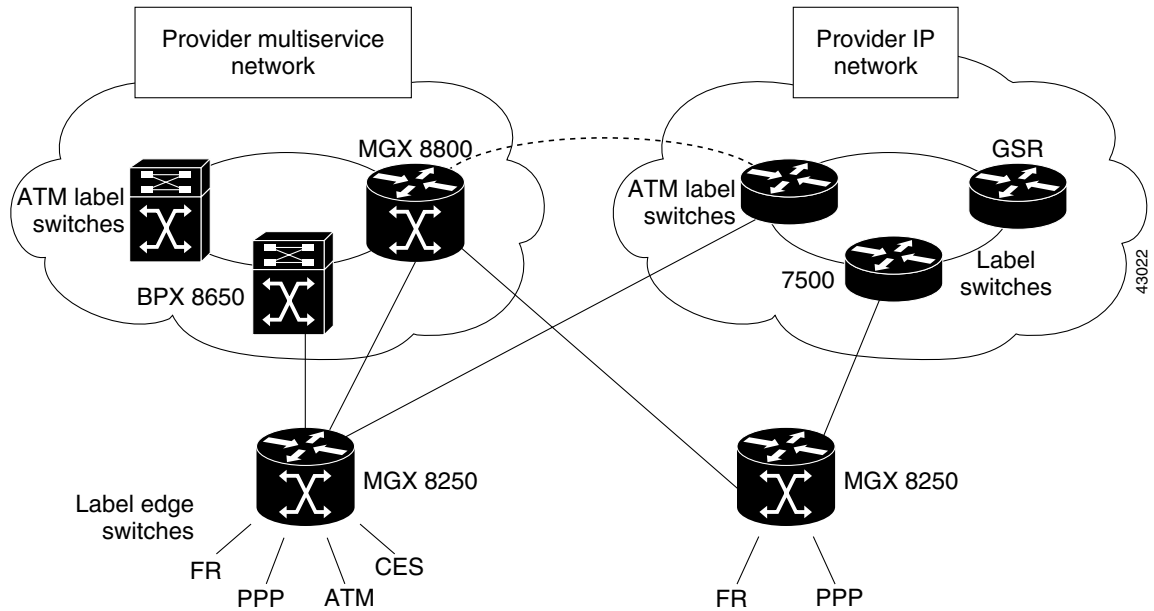 Provider multiservice
network
Provider IP
network
MGX 8800
GSR
ATM label
switches
ATM label
switches
BPX 8650
7500
Label
switches
43022
MGX 8250
MGX 8250
Label edge
switches
FR
PPP
ATM
CES
FR
PPP